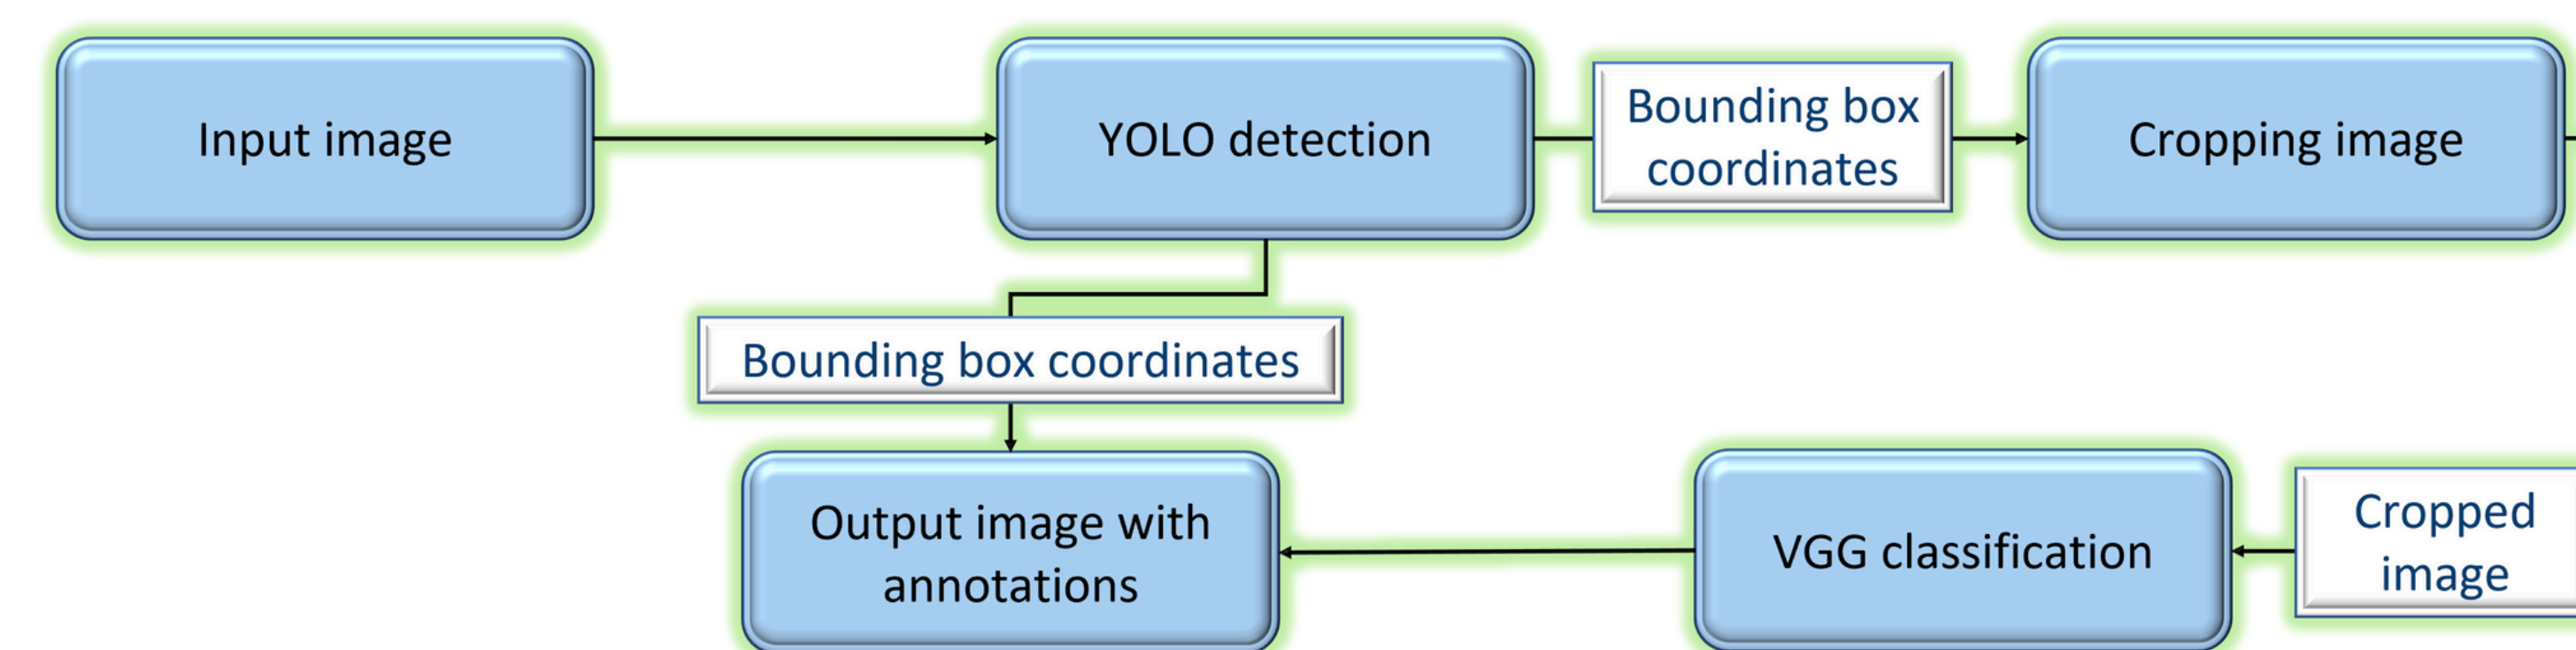 Input image
YOLO detection
Bounding box
coordinates
Cropping image
Bounding box coordinates
Output image with
annotations
VGG classification
Cropped
image